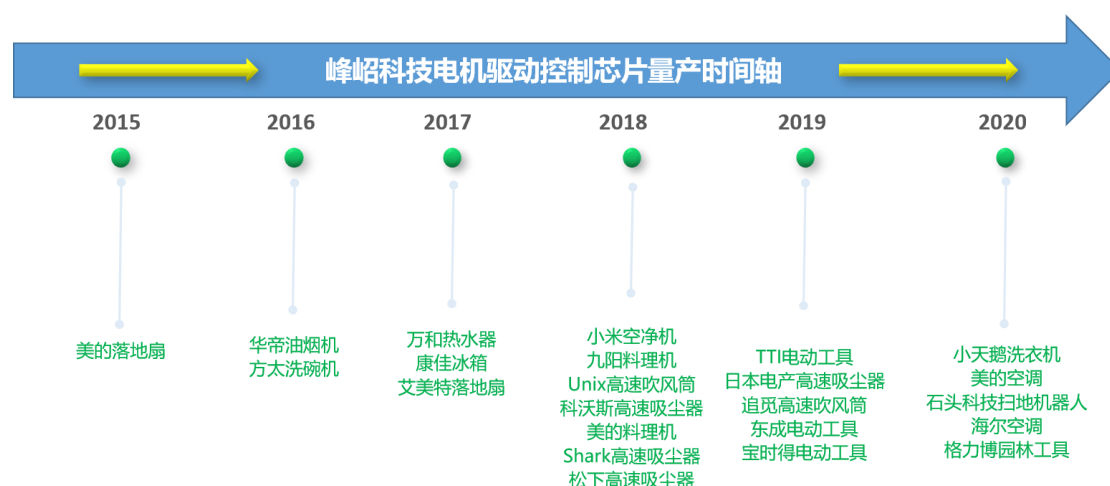 峰岹科技电机驱动控制芯片量产时间轴
2015
2016
2017
2018
2019
2020
美的落地扇
华帝油烟机
方太洗碗机
万和热水器
康佳冰箱
艾美特落地扇
小米空净机
九阳料理机
Unix高速吹风筒
科沃斯高速吸尘器
美的料理机
Shark高速吸尘器
松下高速吸尘器
TTI电动工具
日本电产高速吸尘器
追觅高速吹风筒
东成电动工具
宝时得电动工具
小天鹅洗衣机
美的空调
石头科技扫地机器人
海尔空调
格力博园林工具